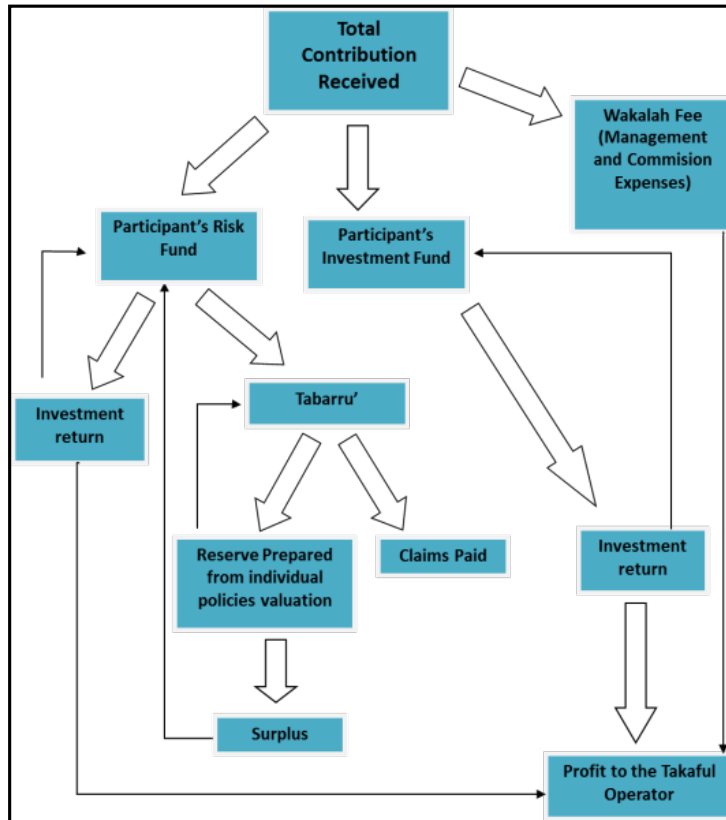 Total
Contribution
Received
Wakalah Fee
(Management
and Commision
Expenses)
Participant's Risk
Fund
Participant's
Investment Fund
Investment
return
Tabarru'
Reserve Prepared
from individual
policies valuation
Claims Paid
Investment
return
Surplus
Profit to the Takaful
Operator